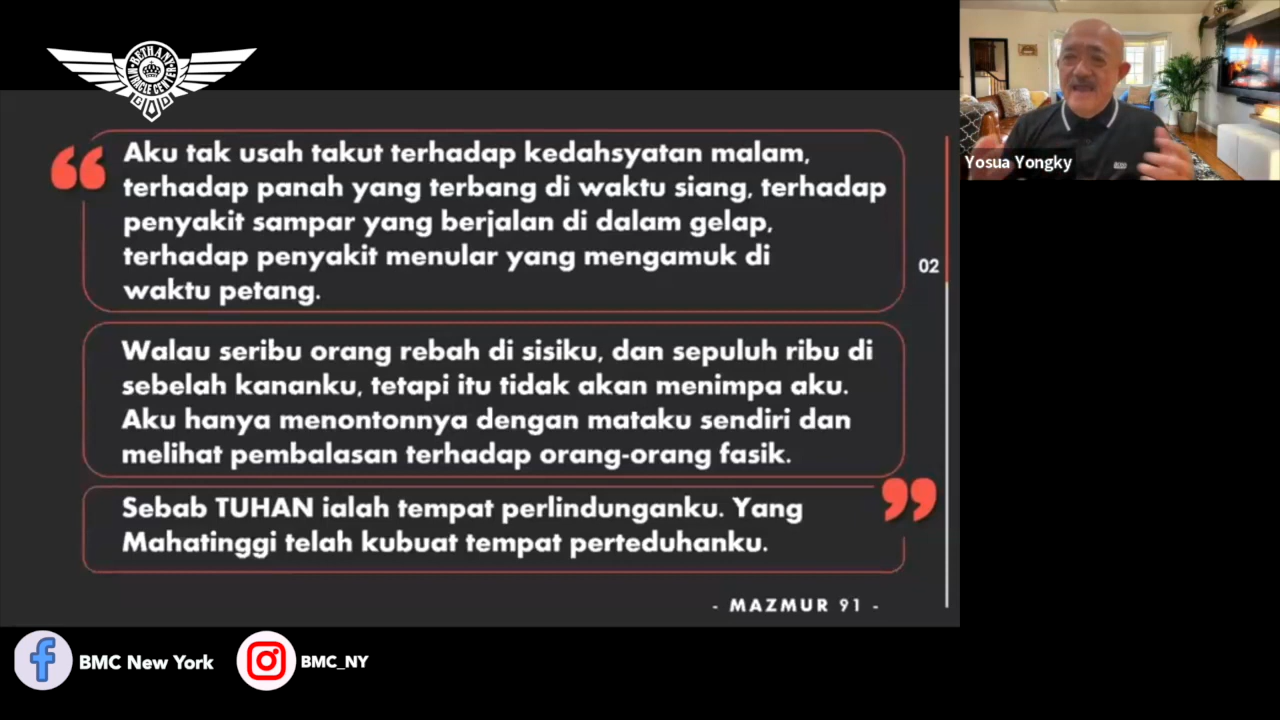 BETHANY
MIRACLE CENTER
Aku tak usah takut terhadap kedahsyatan malam,
terhadap panah yang terbang di waktu siang, terhadap
penyakit sampar yang berjalan di dalam gelap,
terhadap penyakit menular yang mengamuk di
waktu petang.
02
Walau seribu orang rebah di sisiku, dan sepuluh ribu di
sebelah kananku, tetapi itu tidak akan menimpa aku.
Aku hanya menontonnya dengan mataku sendiri dan
melihat pembalasan terhadap orang-orang fasik.
Sebab TUHAN ialah tempat perlindunganku. Yang
Mahatinggi telah kubuat tempat perteduhanku.
- MAZMUR 91 -
Yosua Yongky
BMC New York
BMC_NY